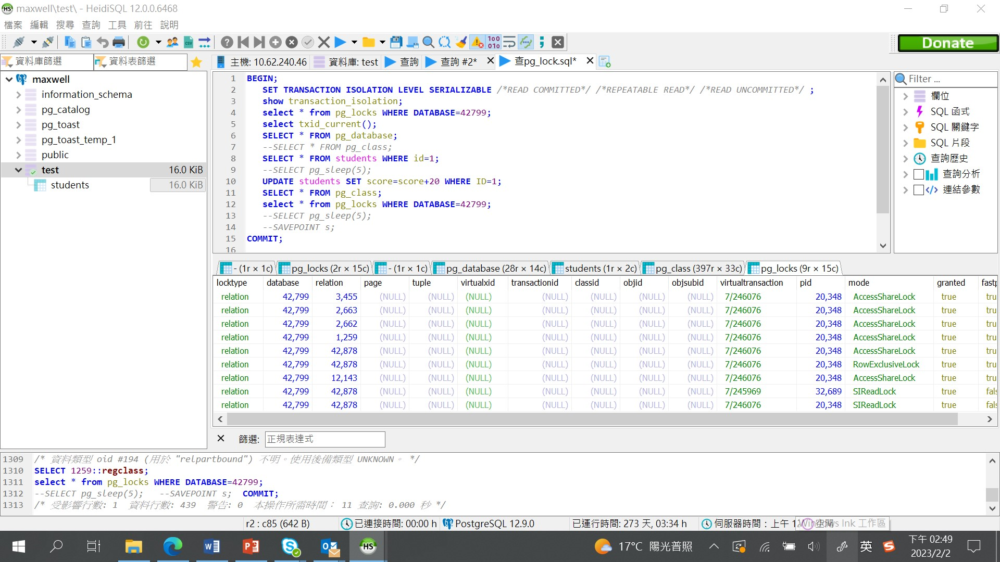 maxwell\test\ - HeidiSQL 12.0.0.6468
檔案 編輯 搜尋 查詢 工具 前往 說明
Donate
資料庫篩選 資料表篩選
主機: 10.62.240.46 資料庫: test 查詢 查詢 #2* 查pg_lock.sql*
maxwell
information_schema
pg_catalog
pg_toast
pg_toast_temp_1
public
test 16.0 KiB
students 16.0 KiB
1 BEGIN;
2 SET TRANSACTION ISOLATION LEVEL SERIALIZABLE /*READ COMMITTED*/ /*REPEATABLE READ*/ /*READ UNCOMMITTED*/ ;
3 show transaction_isolation;
4 select * from pg_locks WHERE DATABASE=42799;
5 select txid_current();
6 SELECT * FROM pg_database;
7 --SELECT * FROM pg_class;
8 SELECT * FROM students WHERE id=1;
9 --SELECT pg_sleep(5);
10 UPDATE students SET score=score+20 WHERE ID=1;
11 SELECT * FROM pg_class;
12 select * from pg_locks WHERE DATABASE=42799;
13 --SELECT pg_sleep(5);
14 --SAVEPOINT s;
15 COMMIT;
16
Filter ...
欄位
SQL 函式
SQL 關鍵字
SQL 片段
查詢歷史
查詢分析
連結參數
- (1r × 1c) pg_locks (2r × 15c) - (1r × 1c) pg_database (28r × 14c) students (1r × 2c) pg_class (397r × 33c) pg_locks (9r × 15c)
locktype database relation page tuple virtualxid transactionid classid objid objsubid virtualtransaction pid mode granted fastp
relation 42,799 3,455 (NULL) (NULL) (NULL) (NULL) (NULL) (NULL) (NULL) 7/246076 20,348 AccessShareLock true tru
relation 42,799 2,663 (NULL) (NULL) (NULL) (NULL) (NULL) (NULL) (NULL) 7/246076 20,348 AccessShareLock true tru
relation 42,799 2,662 (NULL) (NULL) (NULL) (NULL) (NULL) (NULL) (NULL) 7/246076 20,348 AccessShareLock true tru
relation 42,799 1,259 (NULL) (NULL) (NULL) (NULL) (NULL) (NULL) (NULL) 7/246076 20,348 AccessShareLock true tru
relation 42,799 42,878 (NULL) (NULL) (NULL) (NULL) (NULL) (NULL) (NULL) 7/246076 20,348 AccessShareLock true tru
relation 42,799 42,878 (NULL) (NULL) (NULL) (NULL) (NULL) (NULL) (NULL) 7/246076 20,348 RowExclusiveLock true tru
relation 42,799 12,143 (NULL) (NULL) (NULL) (NULL) (NULL) (NULL) (NULL) 7/246076 20,348 AccessShareLock true tru
relation 42,799 42,878 (NULL) (NULL) (NULL) (NULL) (NULL) (NULL) (NULL) 7/245969 32,689 SIReadLock true fals
relation 42,799 42,878 (NULL) (NULL) (NULL) (NULL) (NULL) (NULL) (NULL) 7/246076 20,348 SIReadLock true fals
篩選: 正規表達式
1309 /* 資料類型 oid #194 (用於 "relpartbound") 不明。使用後備類型 UNKNOWN。 */
1310 SELECT 1259::regclass;
1311 select * from pg_locks WHERE DATABASE=42799;
1312 --SELECT pg_sleep(5); --SAVEPOINT s; COMMIT;
1313 /* 受影響行數: 1 資料行數: 439 警告: 0 本操作所需時間： 11 查詢: 0.000 秒 */
r2 : c85 (642 B) 已連接時間: 00:00 h PostgreSQL 12.9.0 已運行時間: 273 天, 03:34 h 伺服器時間：上午 1
Windows Ink 工作區
17°C 陽光普照 英 下午 02:49
2023/2/2